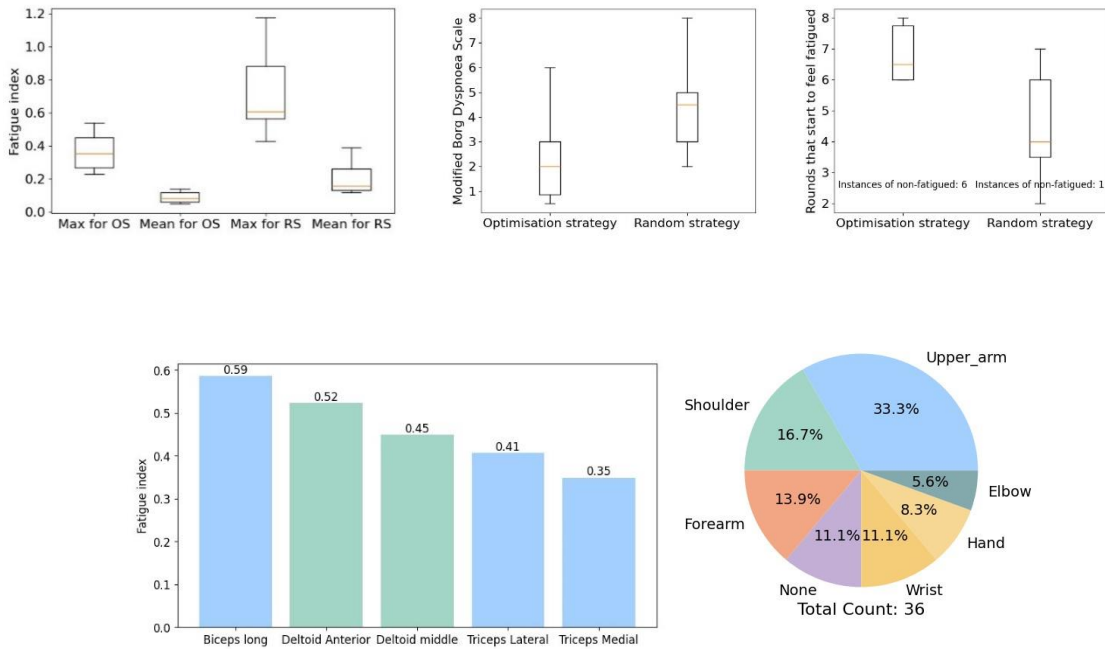 Fatigue index
1.2
1.0
0.8
0.6
0.4
0.2
0.0
Max for OS Mean for OS Max for RS Mean for RS
Modified Borg Dyspnoea Scale
8
7
6
5
4
3
2
1
Optimisation strategy Random strategy
Rounds that start to feel fatigued
8
7
6
5
4
3
2
Instances of non-fatigued: 6 Instances of non-fatigued: 1
Optimisation strategy Random strategy
Fatigue index
0.6
0.5
0.4
0.3
0.2
0.1
0.0
0.59
0.52
0.45
0.41
0.35
Biceps long Deltoid Anterior Deltoid middle Triceps Lateral Triceps Medial
Upper_arm
33.3%
Shoulder
16.7%
Forearm
13.9%
None
11.1%
Wrist
11.1%
Hand
8.3%
Elbow
5.6%
Total Count: 36